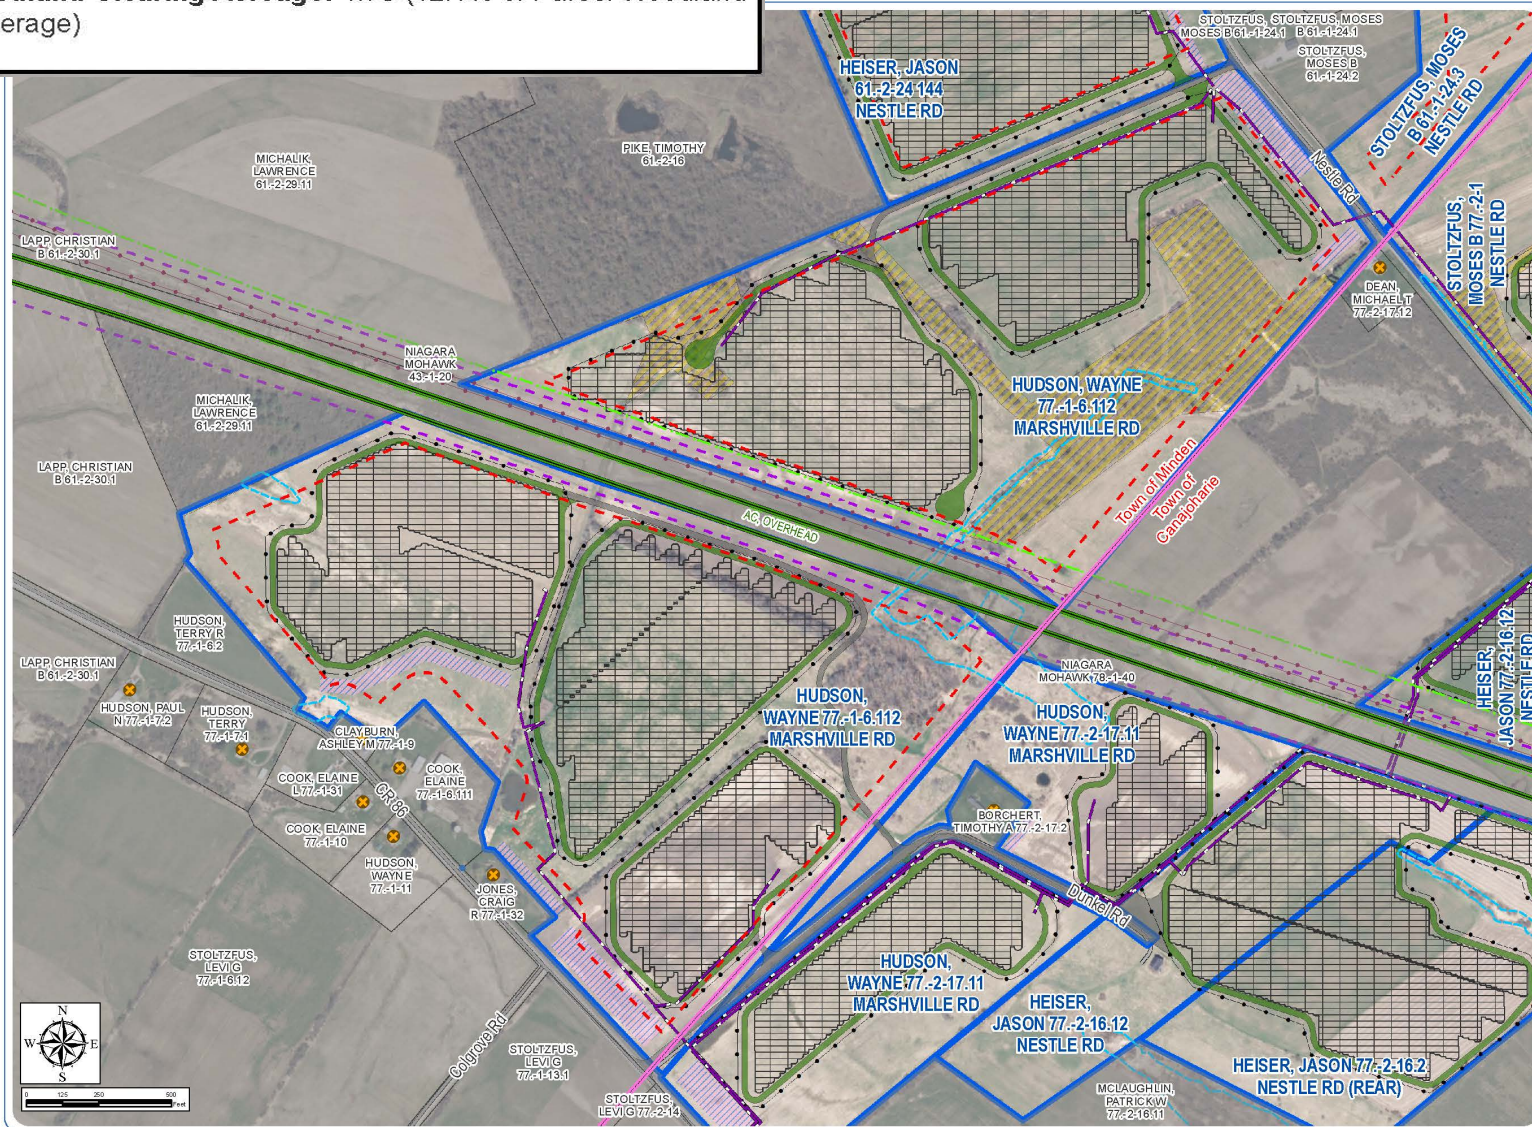 erage)
STOLTZFUS, STOLTZFUS, MOSES
MOSES B 61.-1-24.1 B 61.-1-24.1
STOLTZFUS,
MOSES B
61.-1-24.2
STOLTZFUS, MOSES
B 61.-1-24.3
NESTLE RD
HEISER, JASON
61.-2-24 144
NESTLE RD
PIKE, TIMOTHY
61.-2-16
MICHALIK,
LAWRENCE
61.-2-29.11
Nestle Rd
STOLTZFUS,
MOSES B 77.-2-1
NESTLE RD
LAPP, CHRISTIAN
B 61.-2-30.1
DEAN,
MICHAEL T
77.-2-17.12
NIAGARA
MOHAWK
43.-1-20
MICHALIK,
LAWRENCE
61.-2-29.11
HUDSON, WAYNE
77.-1-6.112
MARSHVILLE RD
LAPP, CHRISTIAN
B 61.-2-30.1
Town of Minden
Town of
Canajoharie
AC, OVERHEAD
HUDSON,
TERRY R
77.-1-6.2
LAPP, CHRISTIAN
B 61.-2-30.1
NIAGARA
MOHAWK 78.-1-40
HEISER,
JASON 77.-2-16.12
NESTLE RD
HUDSON, PAUL
N 77.-1-7.2
HUDSON,
TERRY
77.-1-7.1
HUDSON,
WAYNE 77.-1-6.112
MARSHVILLE RD
HUDSON,
WAYNE 77.-2-17.11
MARSHVILLE RD
CLAYBURN,
ASHLEY M 77.-1-9
COOK, ELAINE
L 77.-1-31
COOK,
ELAINE
77.-1-6.111
CR 86
BORCHERT,
TIMOTHY A 77.-2-17.2
COOK, ELAINE
77.-1-10
HUDSON,
WAYNE
77.-1-11
JONES,
CRAIG
R 77.-1-32
Dunkel Rd
STOLTZFUS,
LEVI G
77.-1-6.12
HUDSON,
WAYNE 77.-2-17.11
MARSHVILLE RD
HEISER,
JASON 77.-2-16.12
NESTLE RD
N
W E
S
Colgrove Rd
STOLTZFUS,
LEVI G
77.-1-13.1
HEISER, JASON 77.-2-16.2
NESTLE RD (REAR)
0 125 250 500
Feet
STOLTZFUS,
LEVI G 77.-2-14
MCLAUGHLIN,
PATRICK W
77.-2-16.11